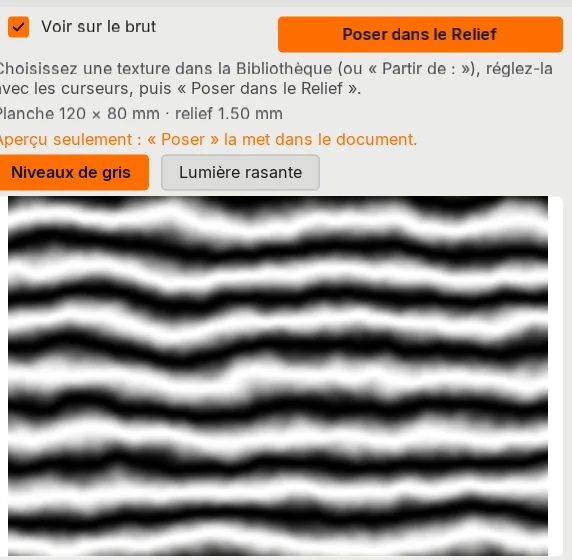 Voir sur le brut
Poser dans le Relief
Choisissez une texture dans la Bibliothèque (ou « Partir de : »), réglez-la
avec les curseurs, puis « Poser dans le Relief ».
Planche 120 × 80 mm · relief 1.50 mm
Aperçu seulement : « Poser » la met dans le document.
Niveaux de gris
Lumière rasante